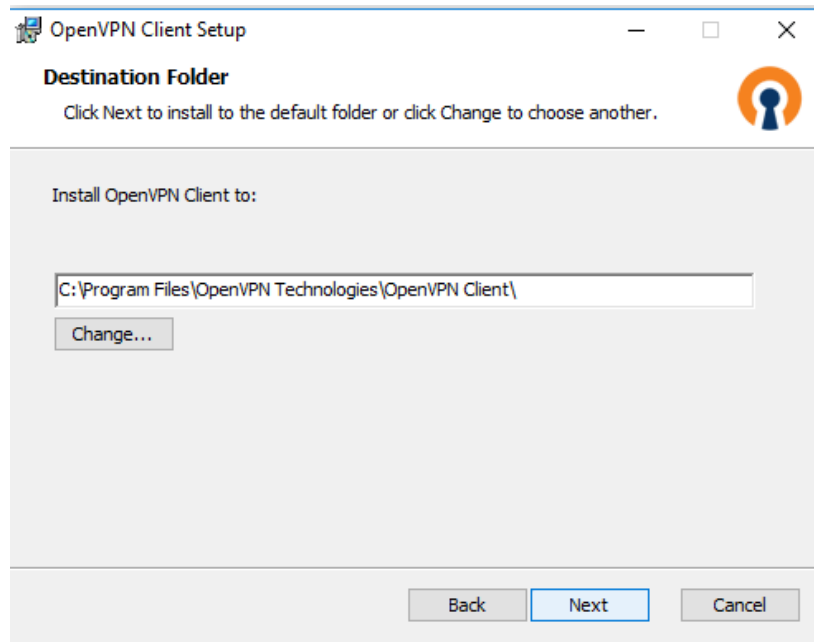 OpenVPN Client Setup
Destination Folder
Click Next to install to the default folder or click Change to choose another.
Install OpenVPN Client to:
C:\Program Files\OpenVPN Technologies\OpenVPN Client\
Change...
Back Next Cancel